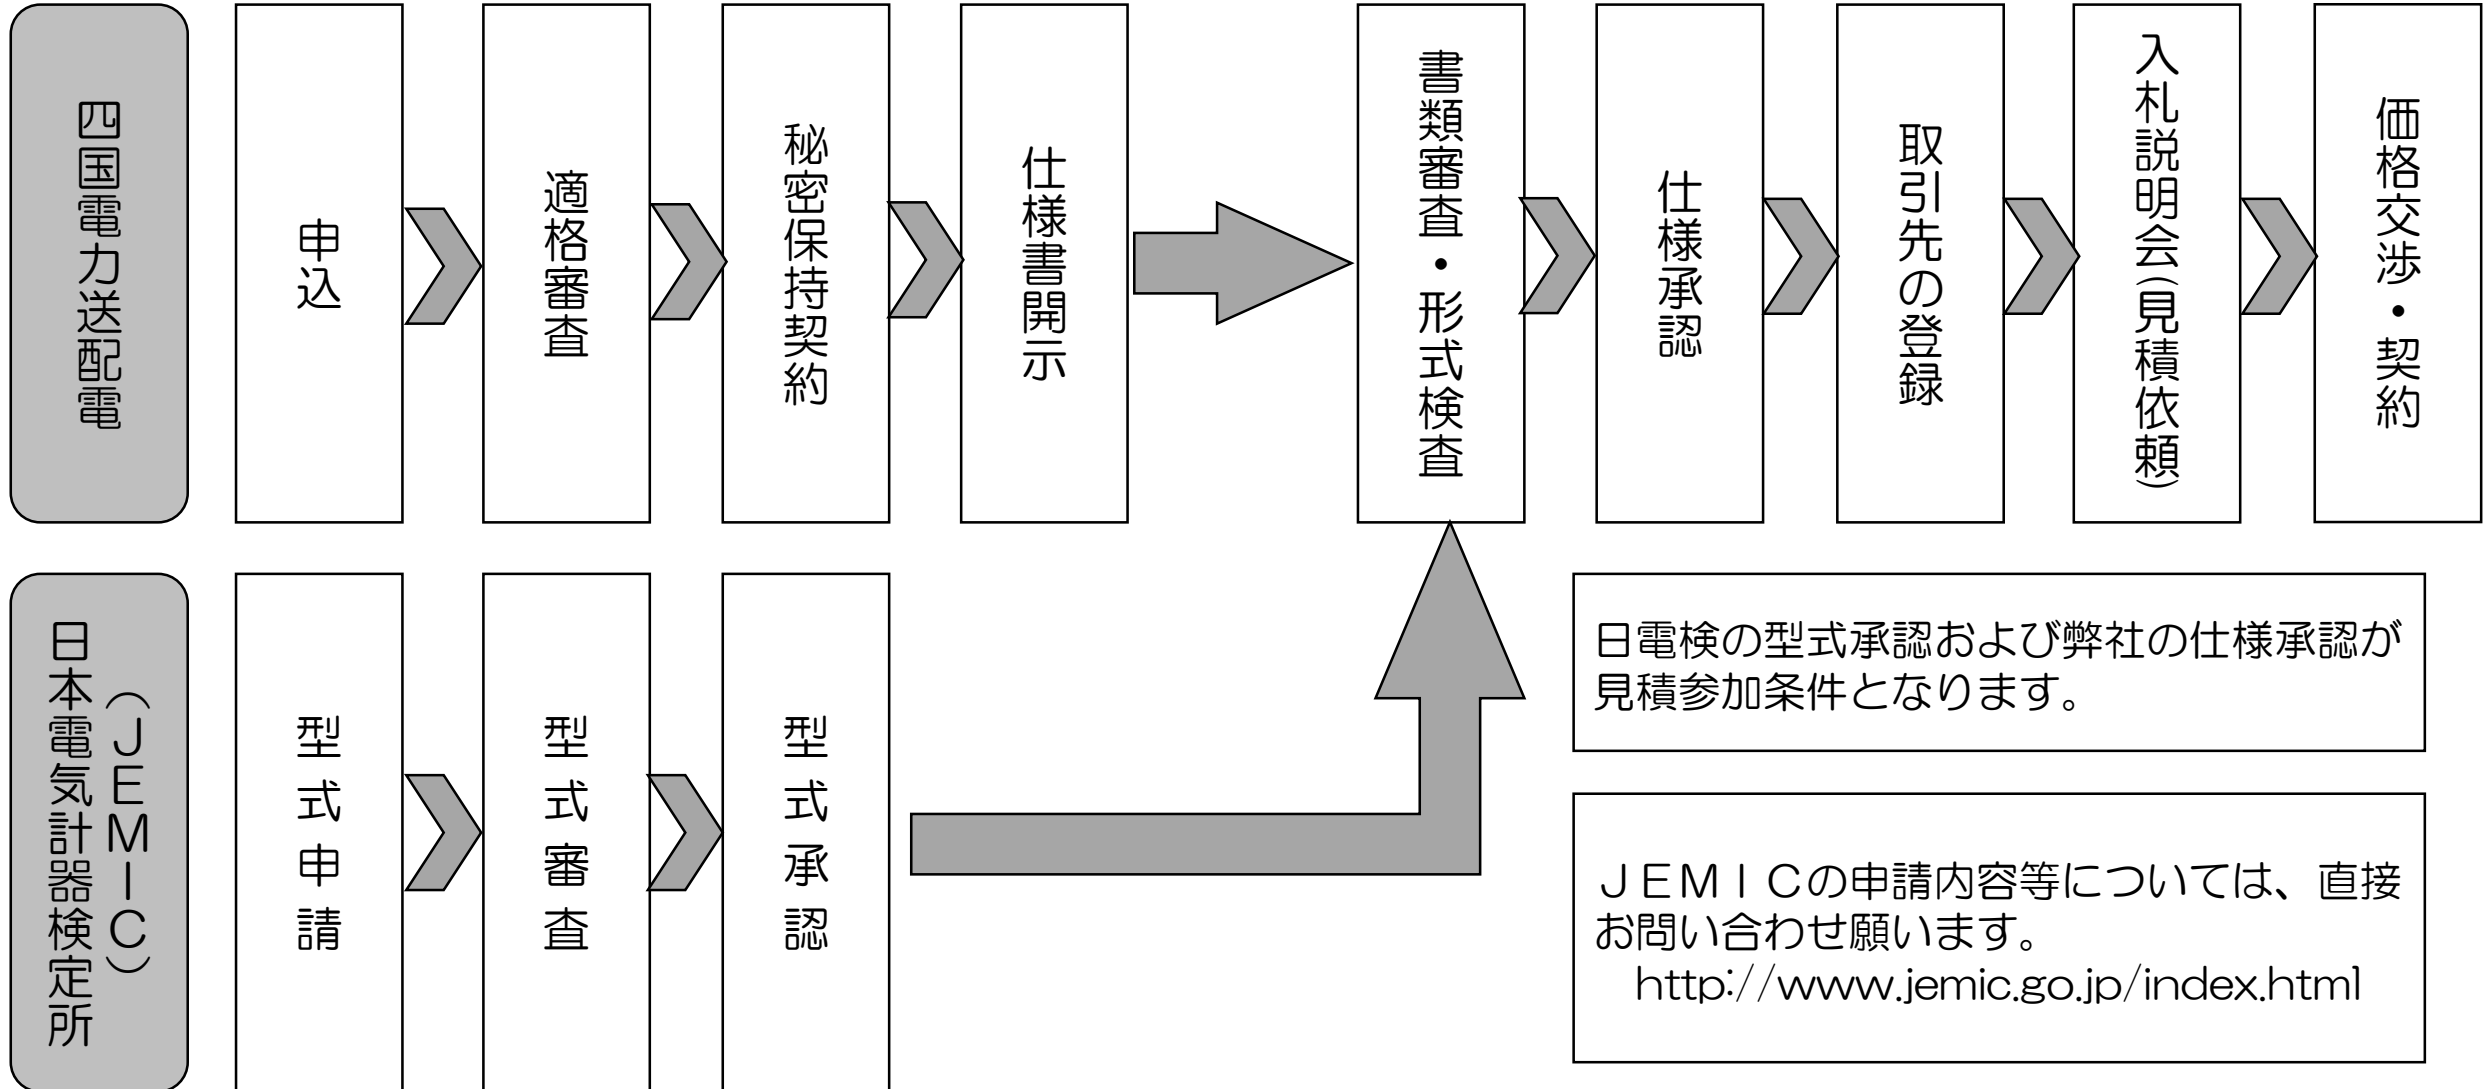 四国電力送配電
申込
適格審査
秘密保持契約
仕様書開示
書類審査・形式検査
仕様承認
取引先の登録
入札説明会(見積依頼)
価格交渉・契約
日本電気計器検定所
（ＪＥＭＩＣ）
型式申請
型式審査
型式承認
日電検の型式承認および弊社の仕様承認が
見積参加条件となります。
ＪＥＭＩＣの申請内容等については、直接
お問い合わせ願います。
http://www.jemic.go.jp/index.html